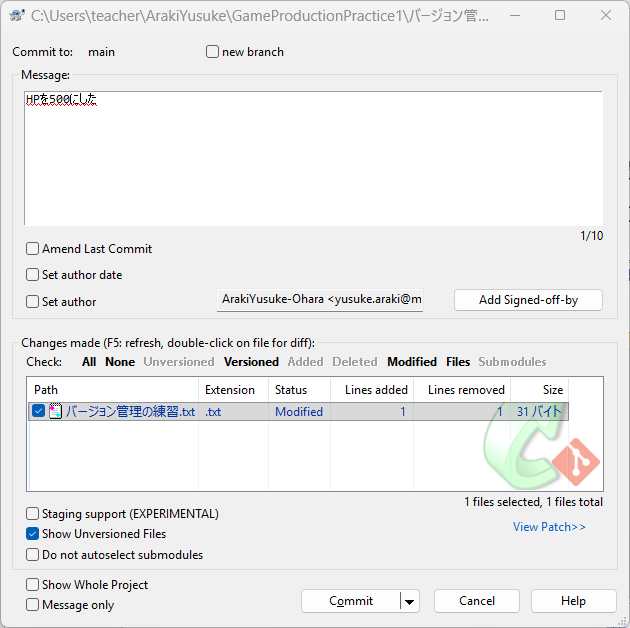 C:\Users\teacher\ArakiYusuke\GameProductionPractice1\バージョン管...
Commit to: main new branch
Message:
HPを500にした
1/10
Amend Last Commit
Set author date
Set author ArakiYusuke-Ohara <yusuke.araki@m Add Signed-off-by
Changes made (F5: refresh, double-click on file for diff):
Check: All None Unversioned Versioned Added Deleted Modified Files Submodules
Path Extension Status Lines added Lines removed Size
バージョン管理の練習.txt .txt Modified 1 1 31 バイト
1 files selected, 1 files total
Staging support (EXPERIMENTAL)
Show Unversioned Files View Patch>>
Do not autoselect submodules
Show Whole Project
Message only
Commit Cancel Help